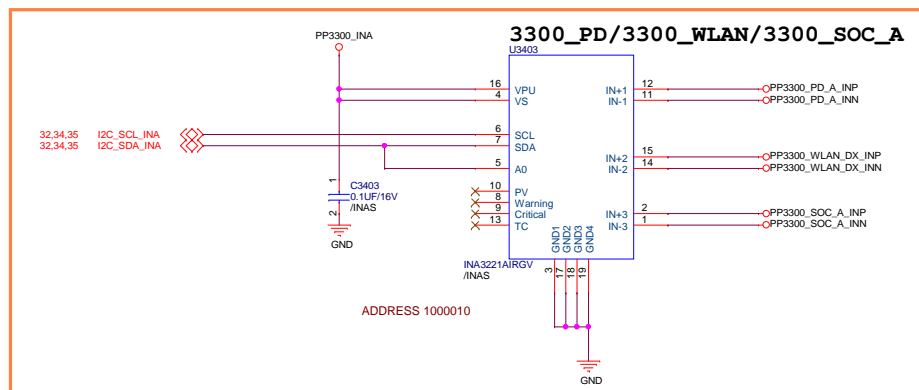 3300_PD/3300_WLAN/3300_SOC_A
PP3300_INA
U3403
16 VPU IN+1 12 PP3300_PD_A_INP
4 VS IN-1 11 PP3300_PD_A_INN
32,34,35 I2C_SCL_INA 6 SCL
32,34,35 I2C_SDA_INA 7 SDA
IN+2 15 PP3300_WLAN_DX_INP
5 A0 IN-2 14 PP3300_WLAN_DX_INN
1
C3403
0.1UF/16V
/INAS
2
GND
10 PV
8 Warning
9 Critical IN+3 2 PP3300_SOC_A_INP
13 TC IN-3 1 PP3300_SOC_A_INN
GND1 GND2 GND3 GND4
3 17 18 19
INA3221AIRGV
/INAS
ADDRESS 1000010
GND